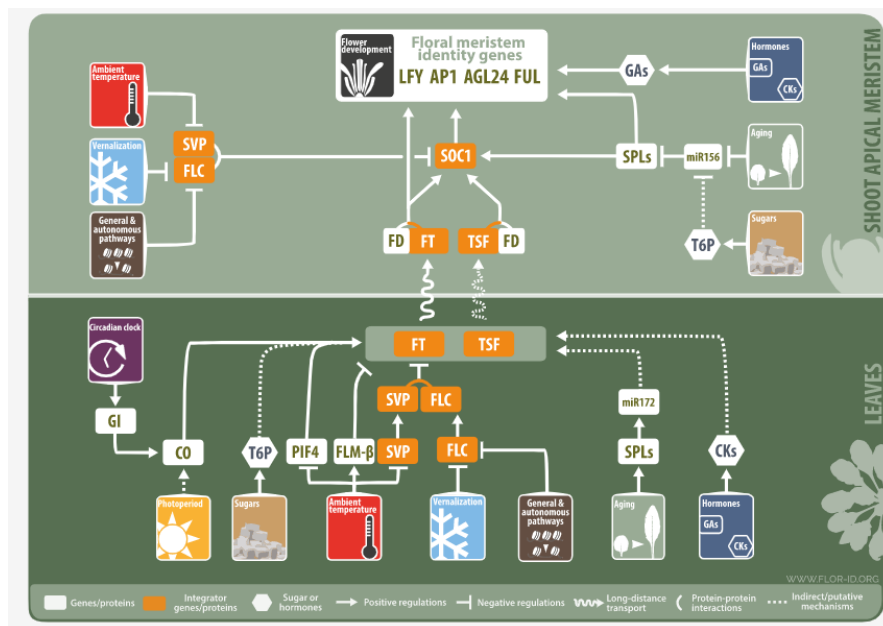 SHOOT APICAL MERISTEM
Flower
development
Floral meristem
identity genes
LFY AP1 AGL24 FUL
Ambient
temperature
Vernalization
General &
autonomous
pathways
SVP
FLC
SOC1
GAs
Hormones
GAs
CKs
SPLs
miR156
Aging
T6P
Sugars
FD
FT
TSF
FD
LEAVES
Circadian clock
GI
CO
Photoperiod
FT
TSF
SVP
FLC
T6P
PIF4
FLM-β
SVP
FLC
miR172
SPLs
CKs
Sugars
Ambient
temperature
Vernalization
General &
autonomous
pathways
Aging
Hormones
GAs
CKs
WWW.FLOR-ID.ORG
Genes/proteins
Integrator
genes/proteins
Sugar or
hormones
Positive regulations
Negative regulations
Long-distance
transport
Protein-protein
interactions
Indirect/putative
mechanisms